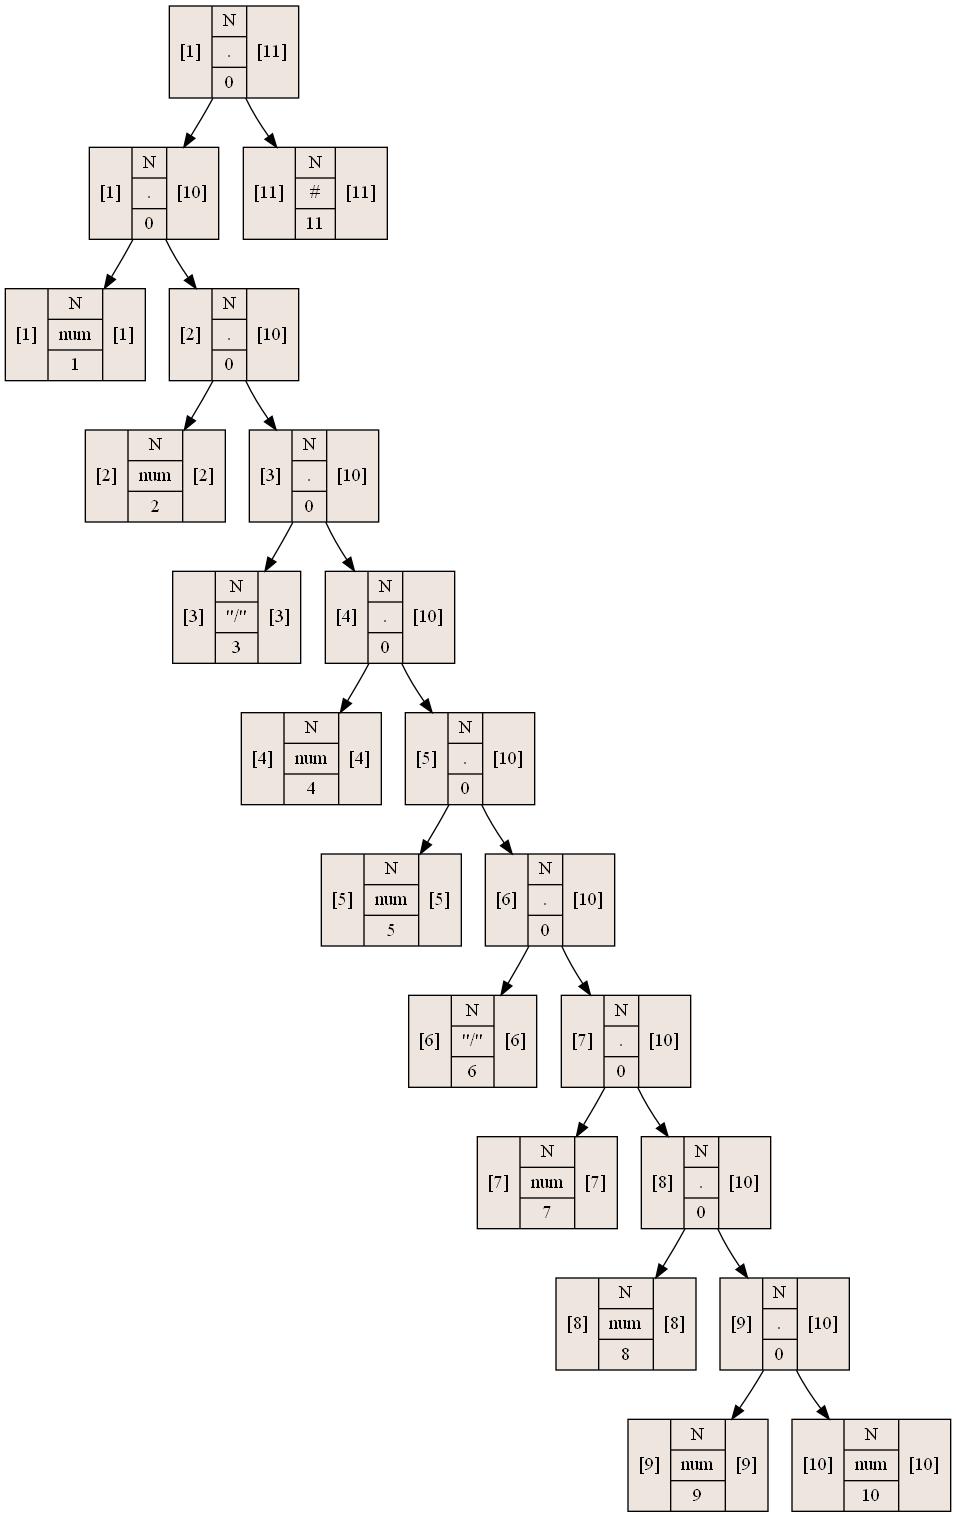 [1] N . 0 [11]
[1] N . 0 [10]
[11] N # 11 [11]
[1] N num 1 [1]
[2] N . 0 [10]
[2] N num 2 [2]
[3] N . 0 [10]
[3] N "/" 3 [3]
[4] N . 0 [10]
[4] N num 4 [4]
[5] N . 0 [10]
[5] N num 5 [5]
[6] N . 0 [10]
[6] N "/" 6 [6]
[7] N . 0 [10]
[7] N num 7 [7]
[8] N . 0 [10]
[8] N num 8 [8]
[9] N . 0 [10]
[9] N num 9 [9]
[10] N num 10 [10]